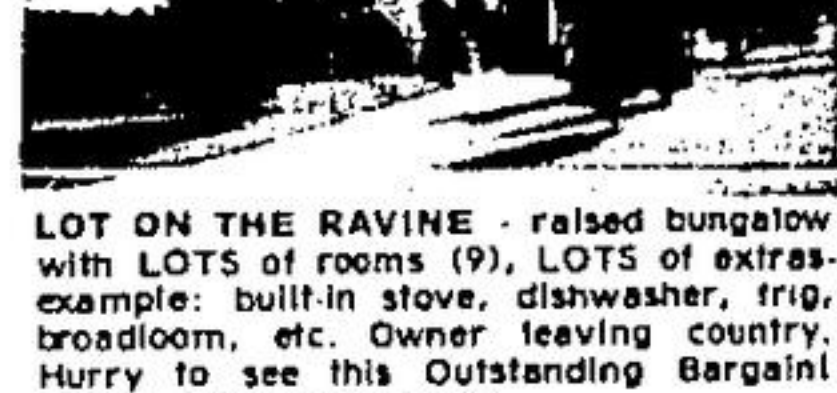 LOT ON THE RAVINE - raised bungalow
with LOTS of rooms (9), LOTS of extras-
example: built-in stove, dishwasher, frig,
broadloom, etc. Owner leaving country.
Hurry to see this Outstanding Bargain!